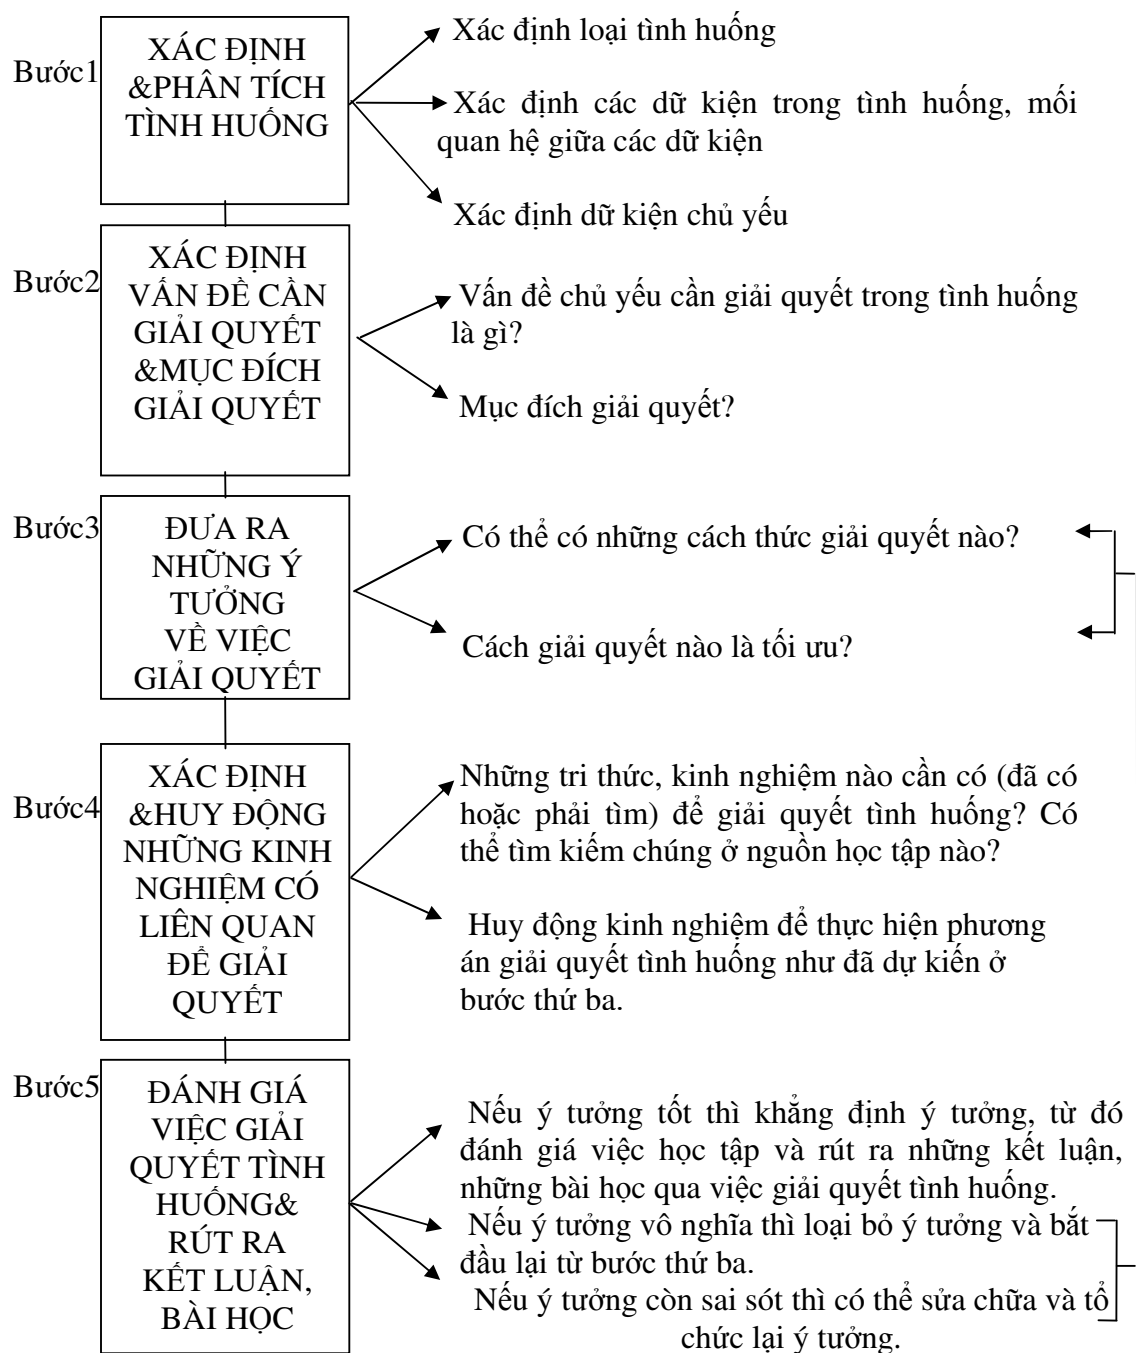 Bước1
XÁC ĐỊNH
&PHÂN TÍCH
TÌNH HUỐNG
Xác định loại tình huống
Xác định các dữ kiện trong tình huống, mối
quan hệ giữa các dữ kiện
Xác định dữ kiện chủ yếu
Bước2
XÁC ĐỊNH
VẤN ĐỀ CẦN
GIẢI QUYẾT
&MỤC ĐÍCH
GIẢI QUYẾT
Vấn đề chủ yếu cần giải quyết trong tình huống
là gì?
Mục đích giải quyết?
Bước3
ĐƯA RA
NHỮNG Ý
TƯỞNG
VỀ VIỆC
GIẢI QUYẾT
Có thể có những cách thức giải quyết nào?
Cách giải quyết nào là tối ưu?
Bước4
XÁC ĐỊNH
&HUY ĐỘNG
NHỮNG KINH
NGHIỆM CÓ
LIÊN QUAN
ĐỂ GIẢI
QUYẾT
Những tri thức, kinh nghiệm nào cần có (đã có
hoặc phải tìm) để giải quyết tình huống? Có
thể tìm kiếm chúng ở nguồn học tập nào?
Huy động kinh nghiệm để thực hiện phương
án giải quyết tình huống như đã dự kiến ở
bước thứ ba.
Bước5
ĐÁNH GIÁ
VIỆC GIẢI
QUYẾT TÌNH
HUỐNG&
RÚT RA
KẾT LUẬN,
BÀI HỌC
Nếu ý tưởng tốt thì khẳng định ý tưởng, từ đó
đánh giá việc học tập và rút ra những kết luận,
những bài học qua việc giải quyết tình huống.
Nếu ý tưởng vô nghĩa thì loại bỏ ý tưởng và bắt
đầu lại từ bước thứ ba.
Nếu ý tưởng còn sai sót thì có thể sửa chữa và tổ
chức lại ý tưởng.